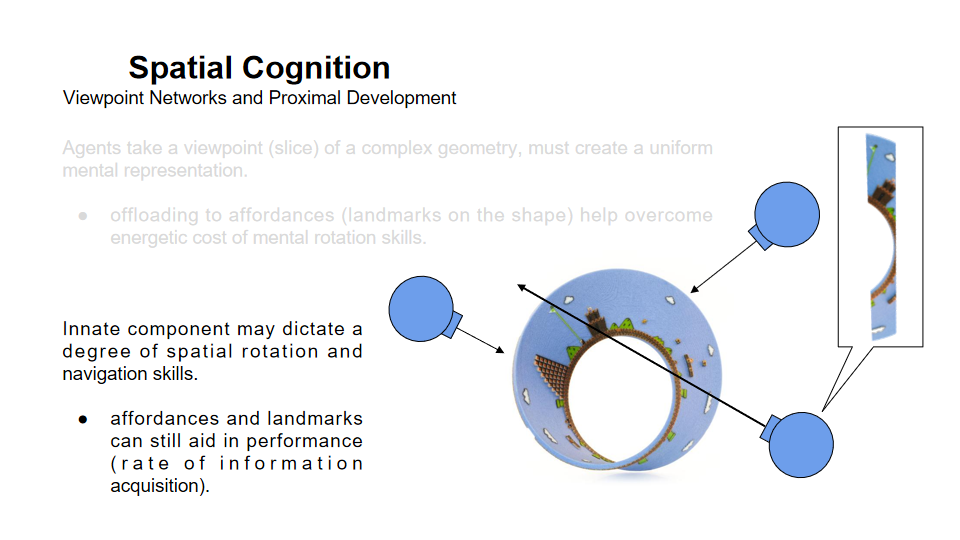 Spatial Cognition
Viewpoint Networks and Proximal Development
Agents take a viewpoint (slice) of a complex geometry, must create a uniform
mental representation.
● offloading to affordances (landmarks on the shape) help overcome
energetic cost of mental rotation skills.
Innate component may dictate a
degree of spatial rotation and
navigation skills.
● affordances and landmarks
can still aid in performance
(rate of information
acquisition).